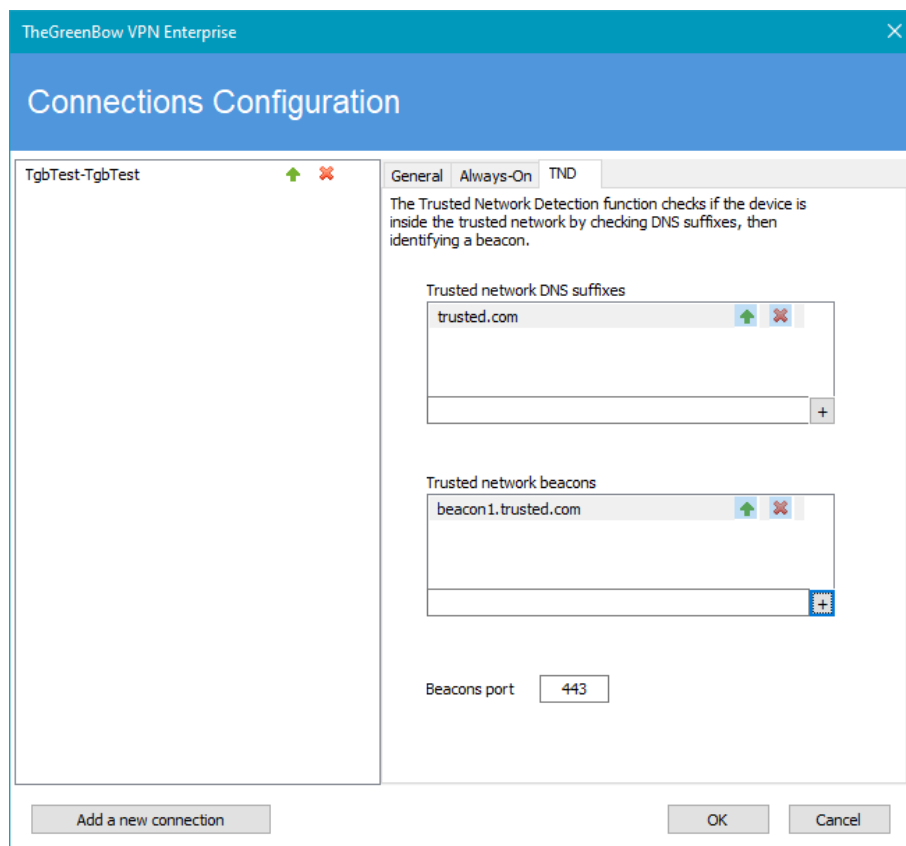 TheGreenBow VPN Enterprise
Connections Configuration
TgbTest-TgbTest
General Always-On TND
The Trusted Network Detection function checks if the device is
inside the trusted network by checking DNS suffixes, then
identifying a beacon.
Trusted network DNS suffixes
trusted.com
+
Trusted network beacons
beacon1.trusted.com
+
Beacons port 443
Add a new connection OK Cancel